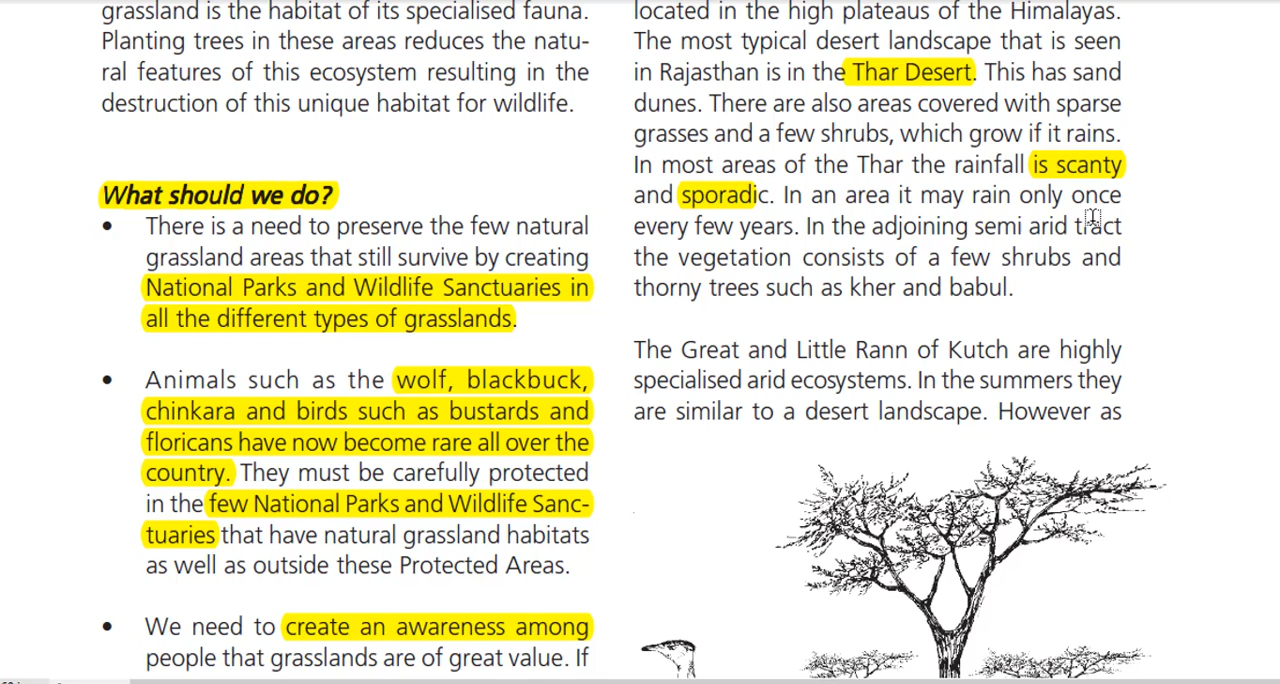 grassland is the habitat of its specialised fauna.
Planting trees in these areas reduces the natu-
ral features of this ecosystem resulting in the
destruction of this unique habitat for wildlife.
What should we do?
• There is a need to preserve the few natural
grassland areas that still survive by creating
National Parks and Wildlife Sanctuaries in
all the different types of grasslands.
• Animals such as the wolf, blackbuck,
chinkara and birds such as bustards and
floricans have now become rare all over the
country. They must be carefully protected
in the few National Parks and Wildlife Sanc-
tuaries that have natural grassland habitats
as well as outside these Protected Areas.
• We need to create an awareness among
people that grasslands are of great value. If
located in the high plateaus of the Himalayas.
The most typical desert landscape that is seen
in Rajasthan is in the Thar Desert. This has sand
dunes. There are also areas covered with sparse
grasses and a few shrubs, which grow if it rains.
In most areas of the Thar the rainfall is scanty
and sporadic. In an area it may rain only once
every few years. In the adjoining semi arid tract
the vegetation consists of a few shrubs and
thorny trees such as kher and babul.
The Great and Little Rann of Kutch are highly
specialised arid ecosystems. In the summers they
are similar to a desert landscape. However as